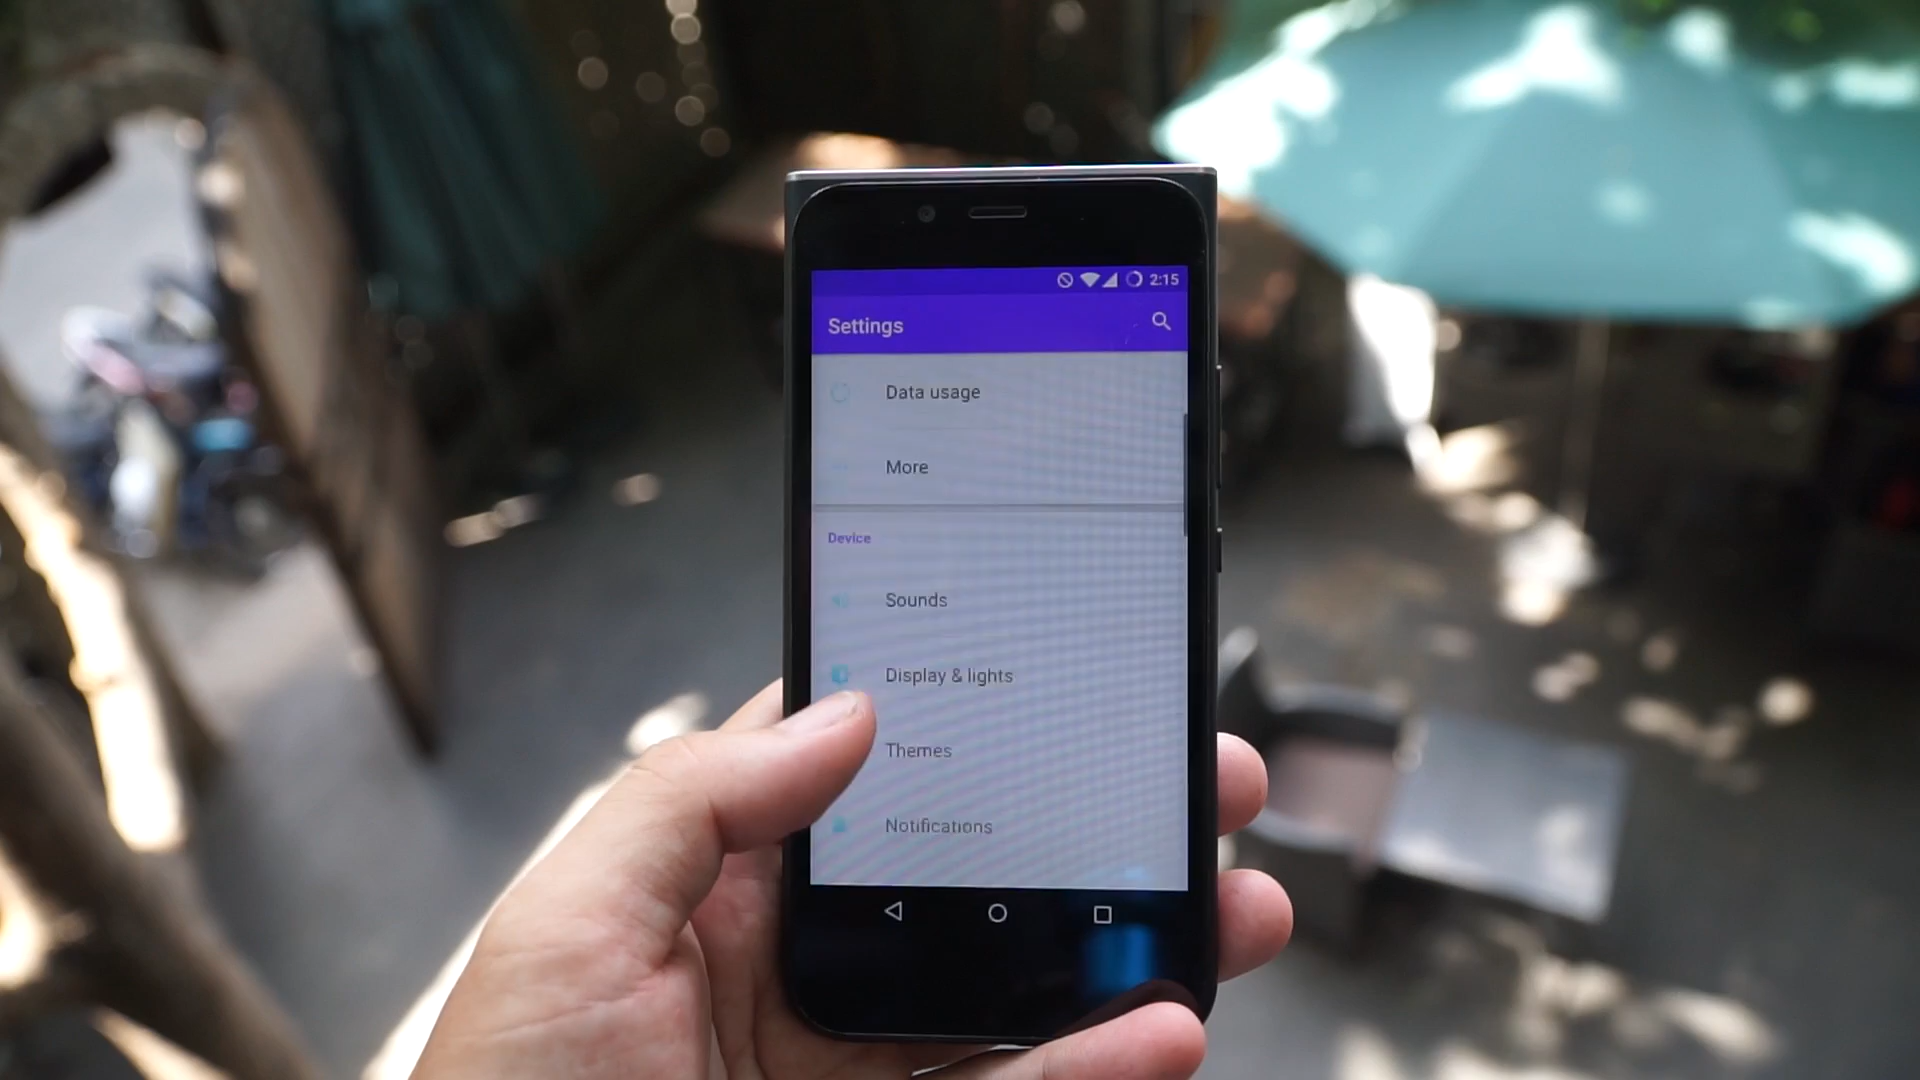 2:15
Settings
Data usage
More
Device
Sounds
Display & lights
Themes
Notifications